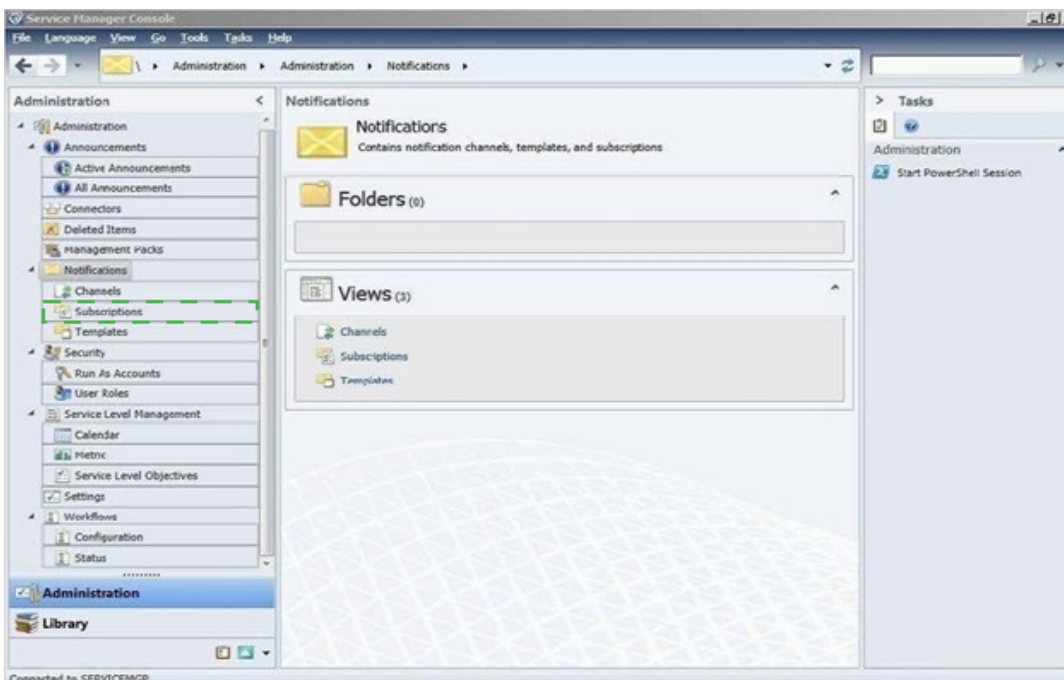 Service Manager Console
File Language View Go Tools Tasks Help
\ Administration Administration Notifications
Administration <
Administration
Announcements
Active Announcements
All Announcements
Connectors
Deleted Items
Management Packs
Notifications
Channels
Subscriptions
Templates
Security
Run As Accounts
User Roles
Service Level Management
Calendar
Metric
Service Level Objectives
Settings
Workflows
Configuration
Status
Administration
Library
Connected to SERVICEMGR
Notifications
Notifications
Contains notification channels, templates, and subscriptions
Folders (0)
Views (3)
Channels
Subscriptions
Templates
> Tasks
Administration
Start PowerShell Session